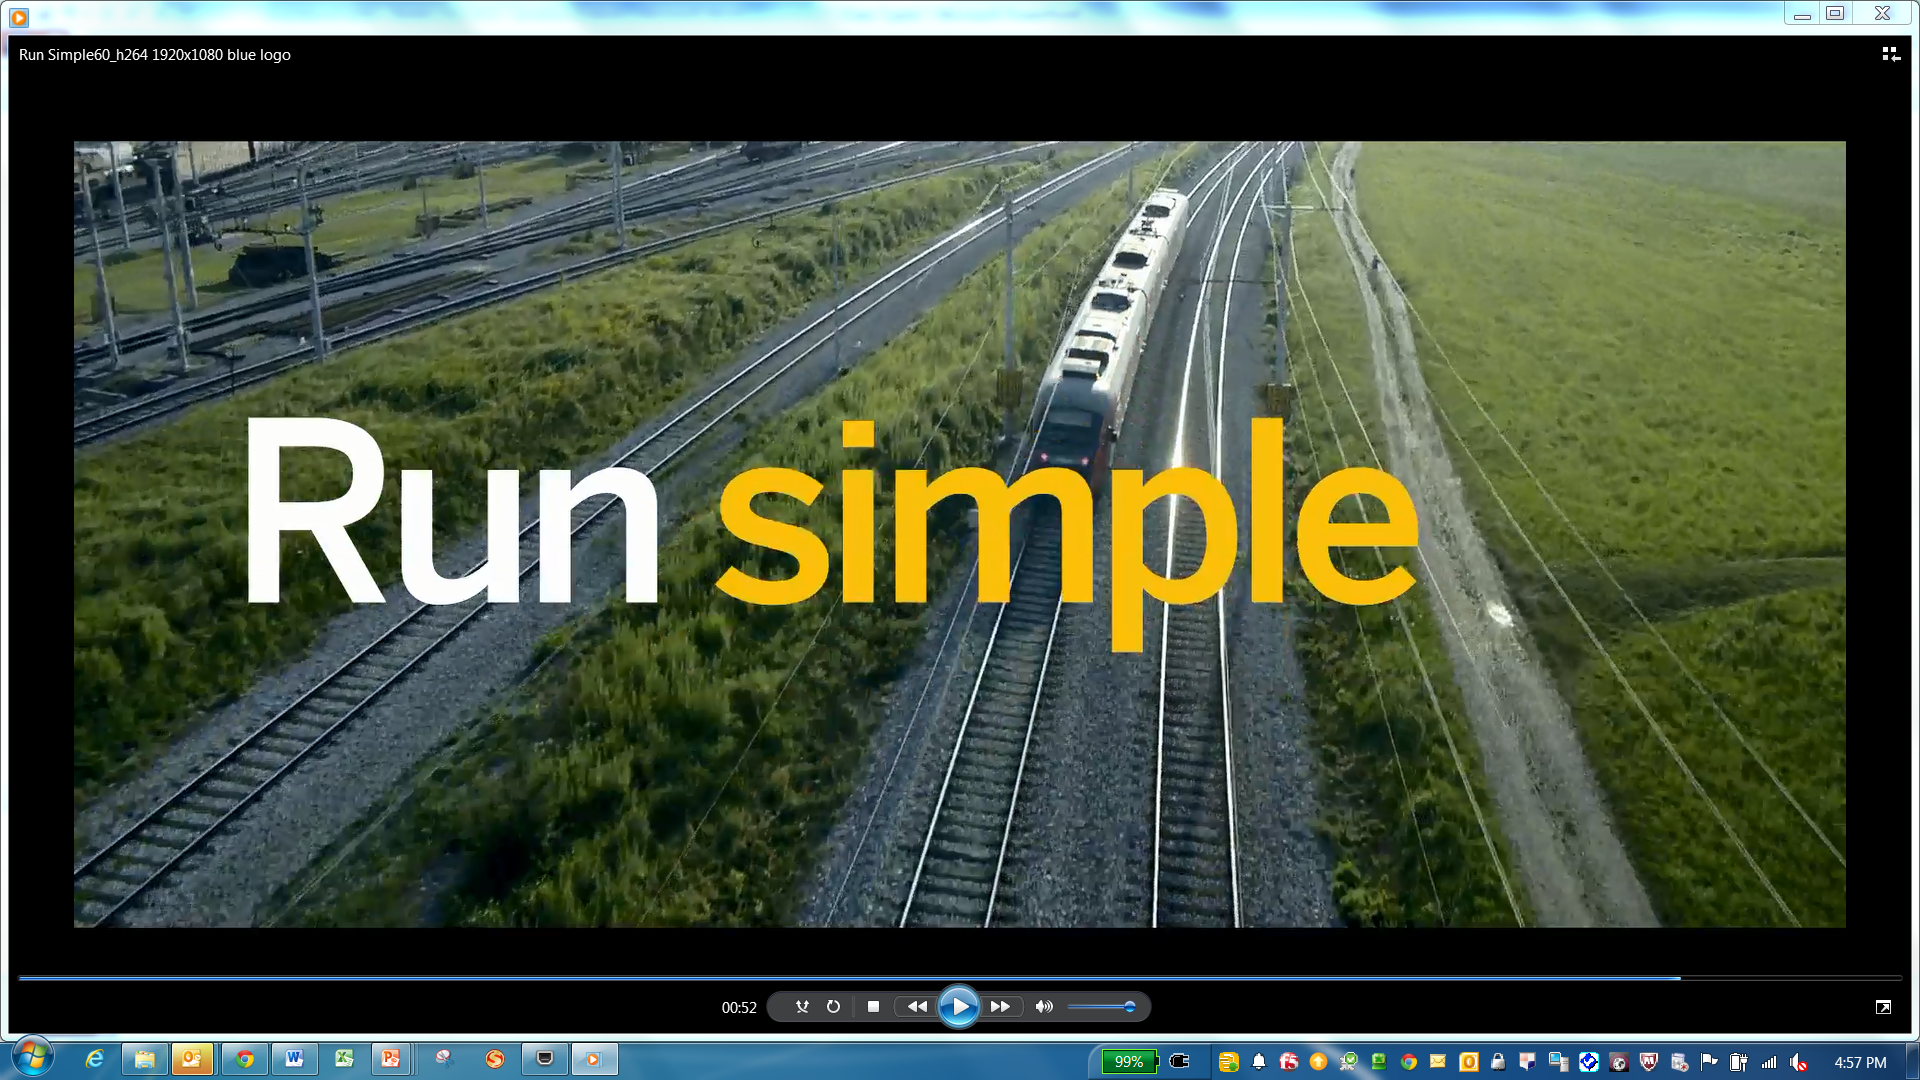 Run Simple60_h264 1920x1080 blue logo
Run simple
00:52
99%
4:57 PM